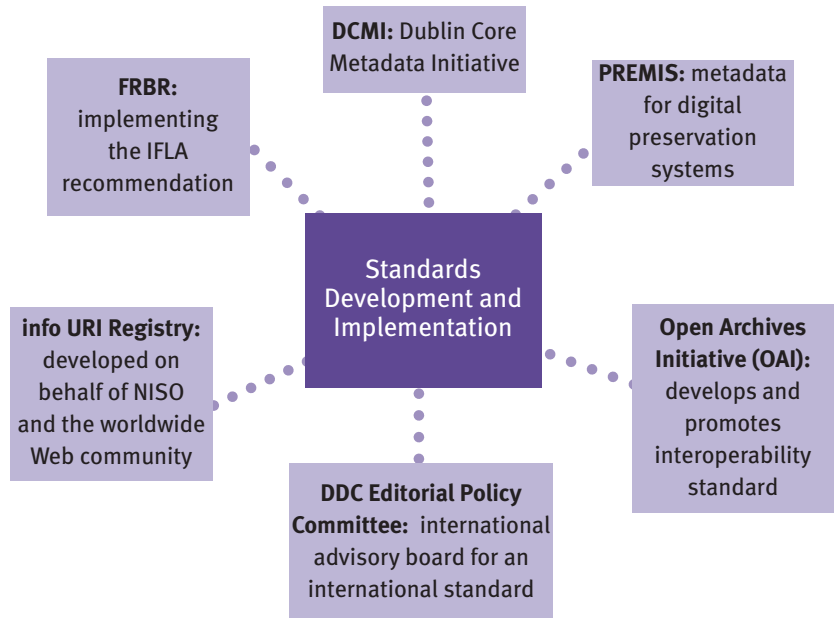 DCMI: Dublin Core
Metadata Initiative
FRBR:
implementing
the IFLA
recommendation
PREMIS: metadata
for digital
preservation
systems
Standards
Development and
Implementation
info URI Registry:
developed on
behalf of NISO
and the worldwide
Web community
Open Archives
Initiative (OAI):
develops and
promotes
interoperability
standard
DDC Editorial Policy
Committee: international
advisory board for an
international standard